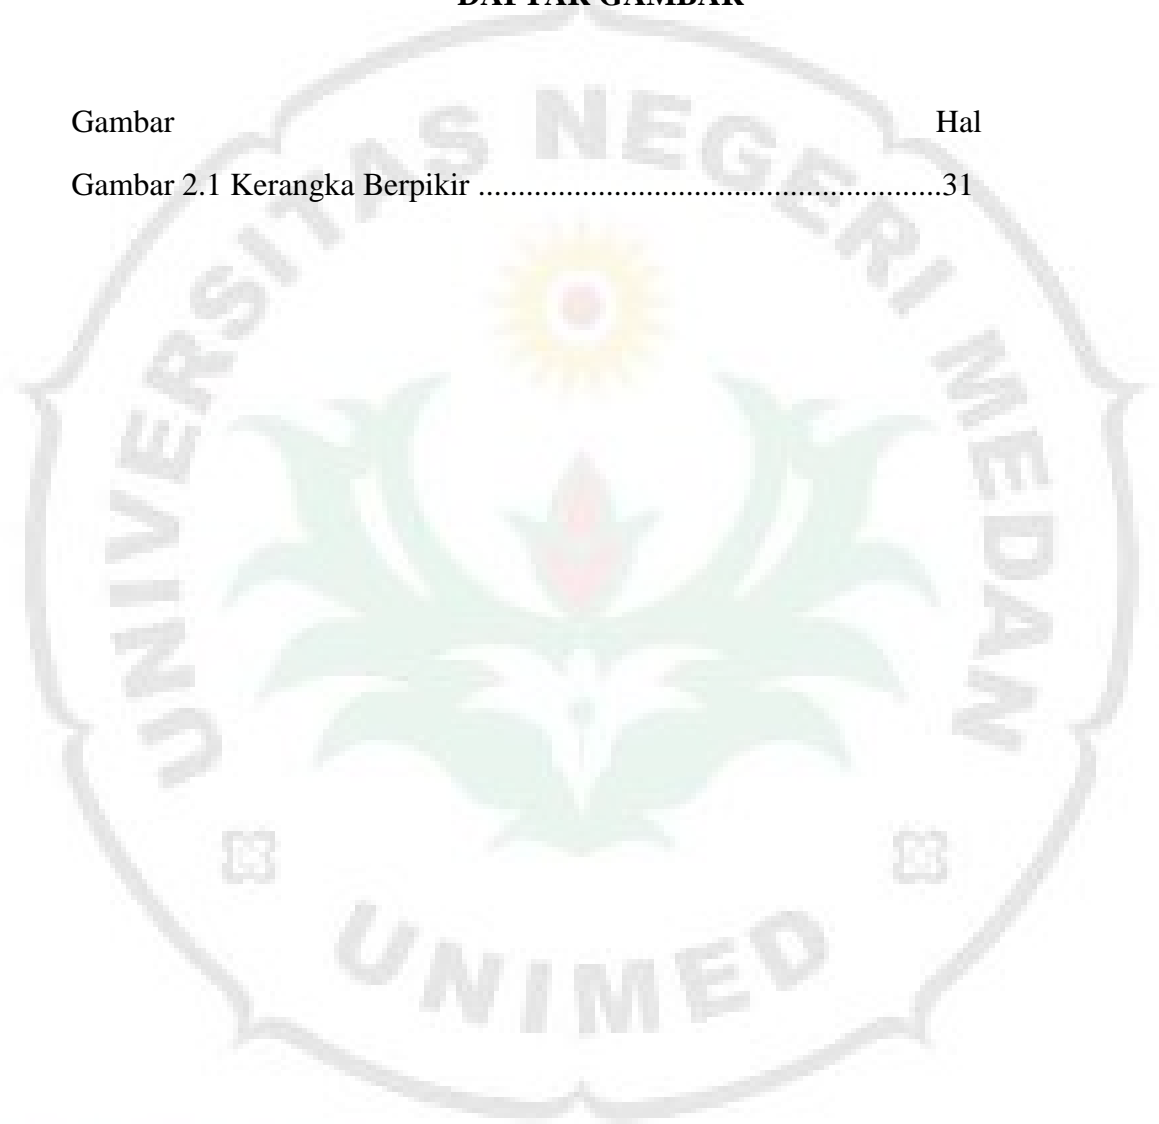 DAFTAR GAMBAR
Gambar Hal
Gambar 2.1 Kerangka Berpikir ..........................................................31
UNIVERSITAS NEGERI MEDAN
UNIMED